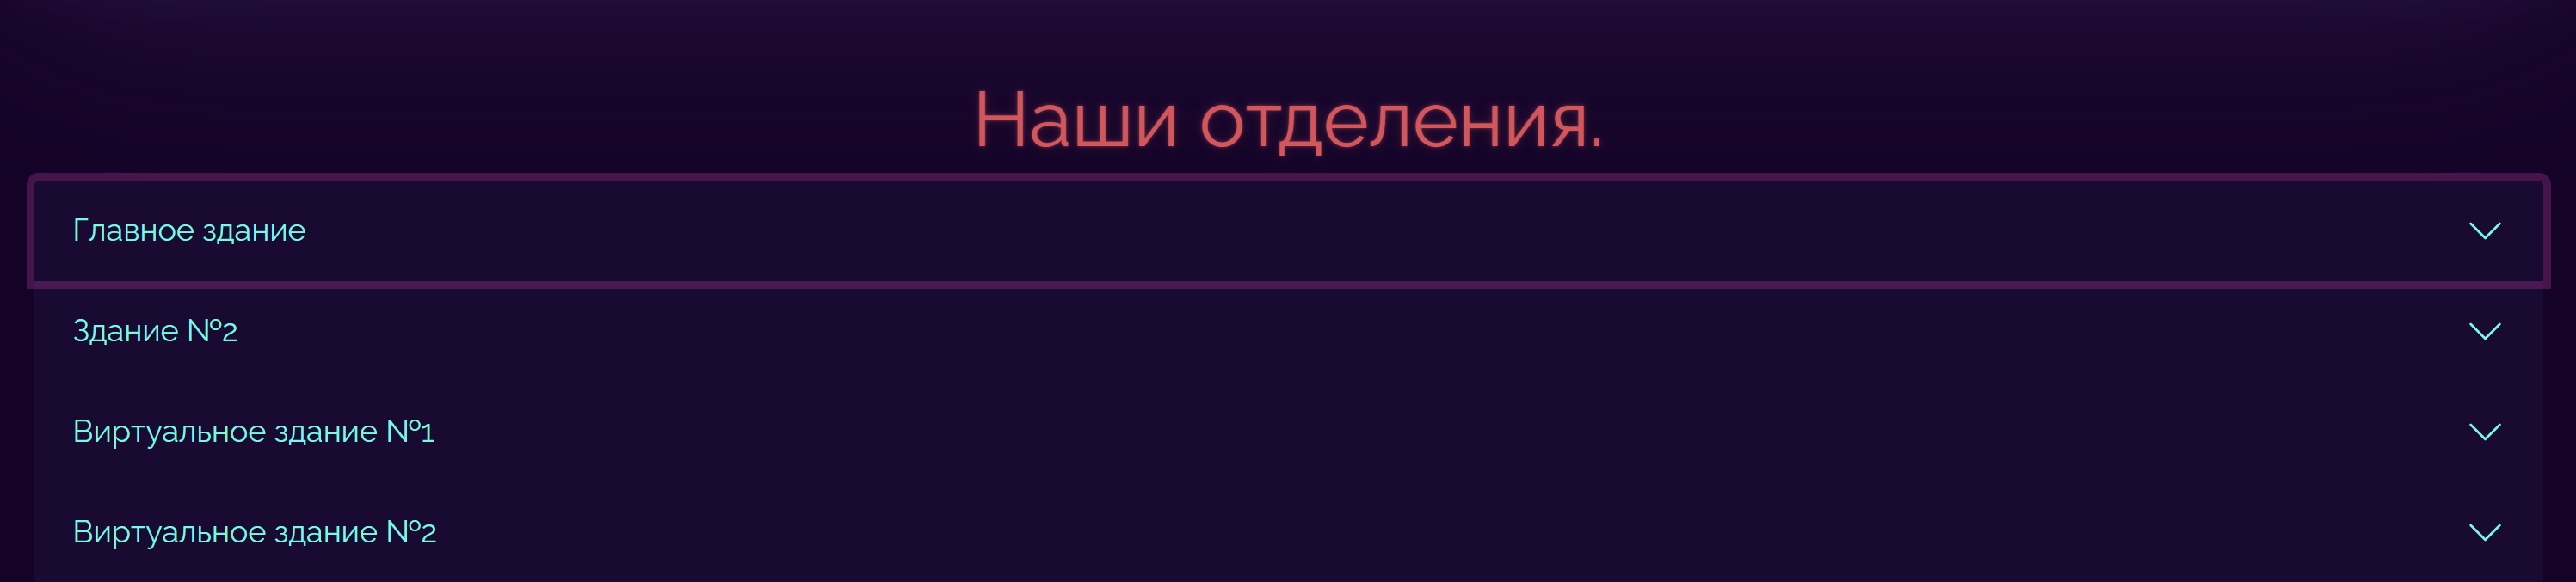 Наши отделения.
Главное здание
Здание №2
Виртуальное здание №1
Виртуальное здание №2